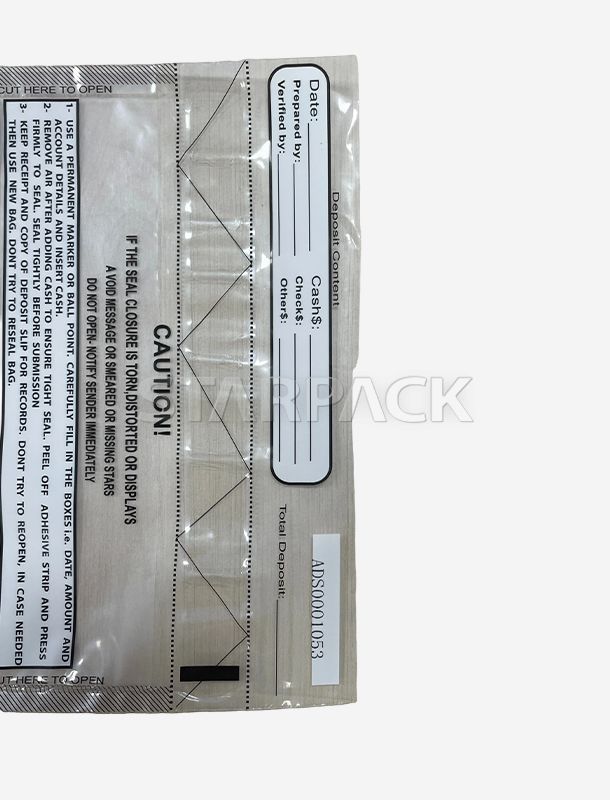 Deposit Content:
Date:
Prepared by:
Verified by:
Cash$:
Check$:
Other$:
Total Deposit:
ADS0001053
CAUTION!
IF THE SEAL CLOSURE IS TORN,DISTORTED OR DISPLAYS
A VOID MESSAGE OR SMEARED OR MISSING STARS
DO NOT OPEN- NOTIFY SENDER IMMEDIATELY
CUT HERE TO OPEN
1- USE A PERMANENT MARKER OR BALL POINT. CAREFULLY FILL IN THE BOXES i.e. DATE, AMOUNT AND
ACCOUNT DETAILS AND INSERT CASH.
2- REMOVE AIR AFTER ADDING CASH TO ENSURE TIGHT SEAL. PEEL OFF ADHESIVE STRIP AND PRESS
FIRMLY TO SEAL. SEAL TIGHTLY BEFORE SUBMISSION
3- KEEP RECEIPT AND COPY OF DEPOSIT SLIP FOR RECORDS. DONT TRY TO REOPEN, IN CASE NEEDED
THEN USE NEW BAG. DONT TRY TO RESEAL BAG.
CUT HERE TO OPEN
STARPACK